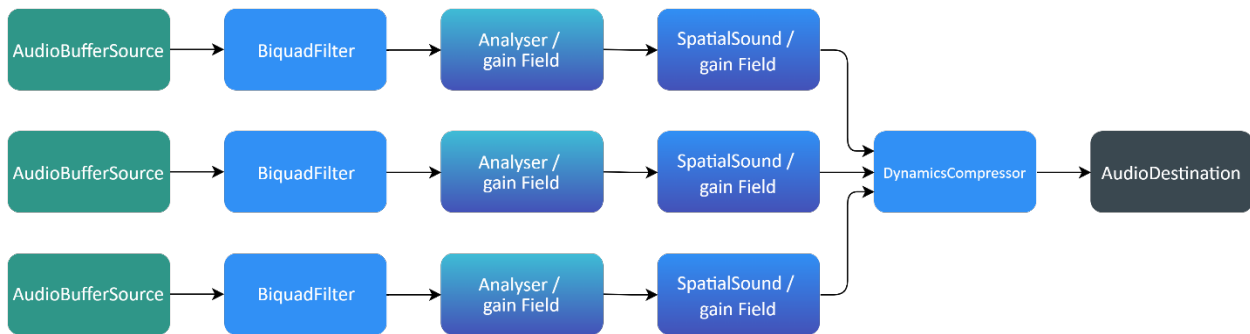 AudioBufferSource
BiquadFilter
Analyser /
gain Field
SpatialSound /
gain Field
AudioBufferSource
BiquadFilter
Analyser /
gain Field
SpatialSound /
gain Field
DynamicsCompressor
AudioDestination
AudioBufferSource
BiquadFilter
Analyser /
gain Field
SpatialSound /
gain Field